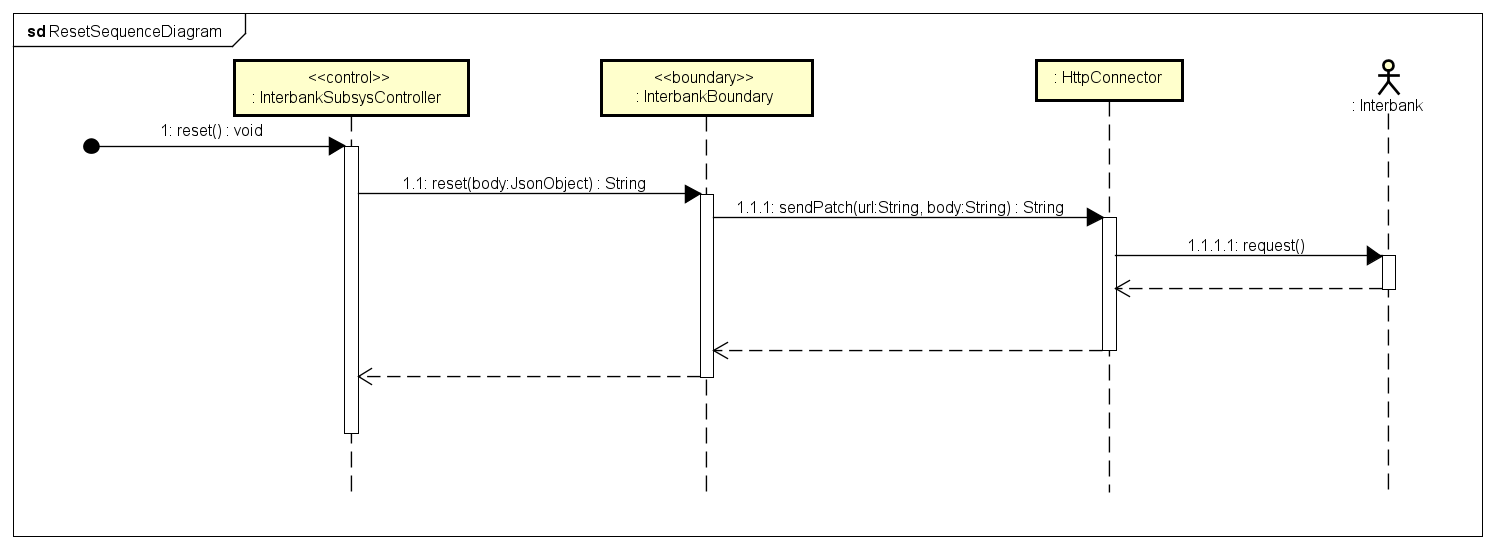 sd ResetSequenceDiagram
<<control>>
: InterbankSubsysController
<<boundary>>
: InterbankBoundary
: HttpConnector
: Interbank
1: reset() : void
1.1: reset(body:JsonObject) : String
1.1.1: sendPatch(url:String, body:String) : String
1.1.1.1: request()